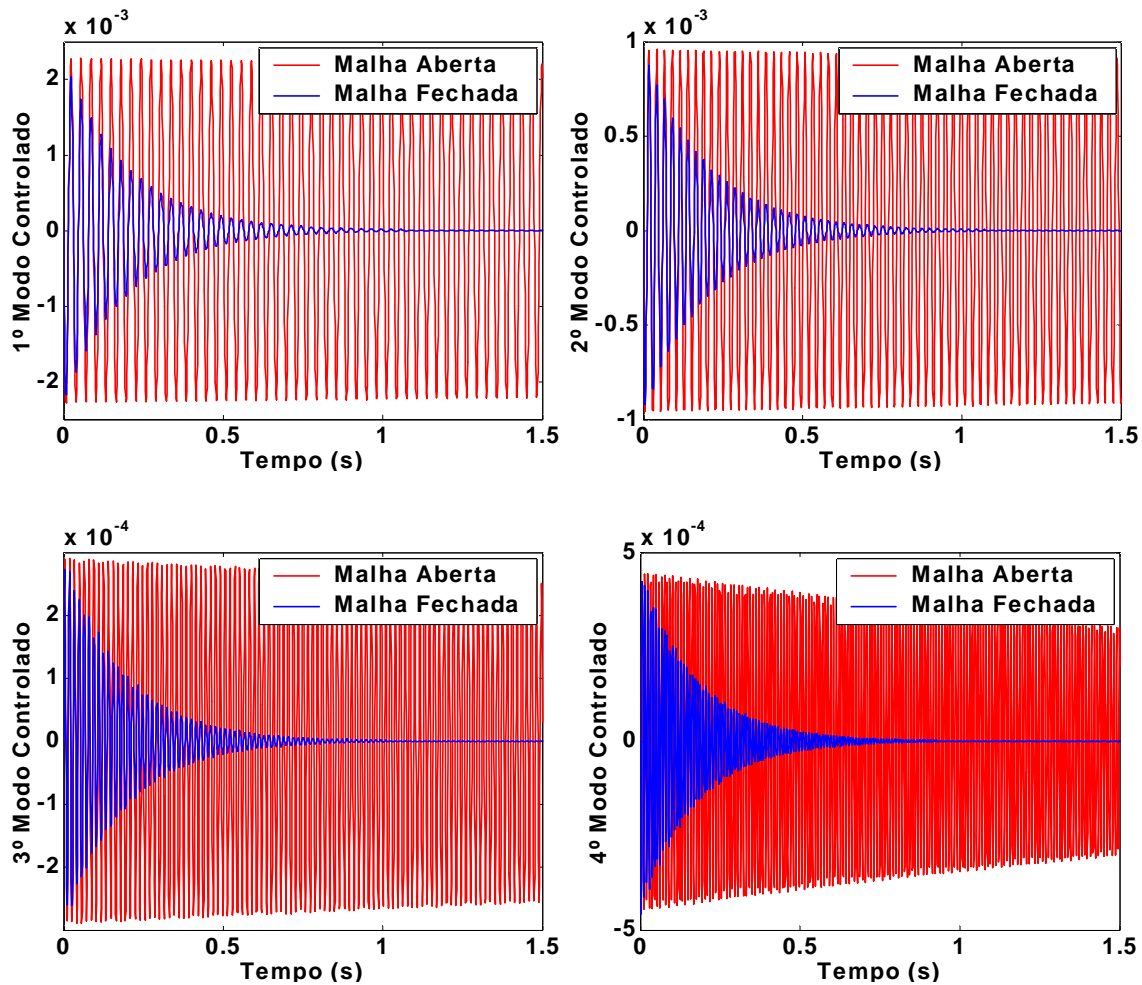 x 10^-3
2
1
0
-1
-2
0 0.5 1 1.5
1º Modo Controlado
Tempo (s)
Malha Aberta
Malha Fechada
x 10^-3
1
0.5
0
-0.5
-1
0 0.5 1 1.5
2º Modo Controlado
Tempo (s)
Malha Aberta
Malha Fechada
x 10^-4
2
1
0
-1
-2
0 0.5 1 1.5
3º Modo Controlado
Tempo (s)
Malha Aberta
Malha Fechada
x 10^-4
5
0
-5
0 0.5 1 1.5
4º Modo Controlado
Tempo (s)
Malha Aberta
Malha Fechada